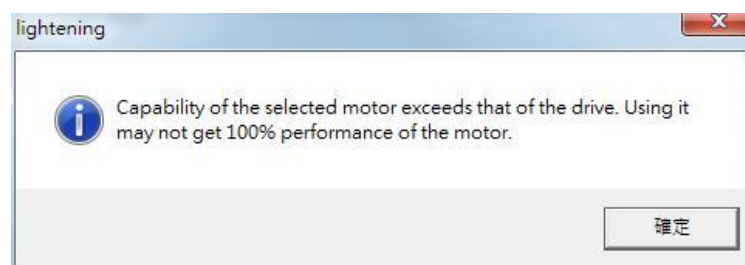 lightening
Capability of the selected motor exceeds that of the drive. Using it
may not get 100% performance of the motor.
確定